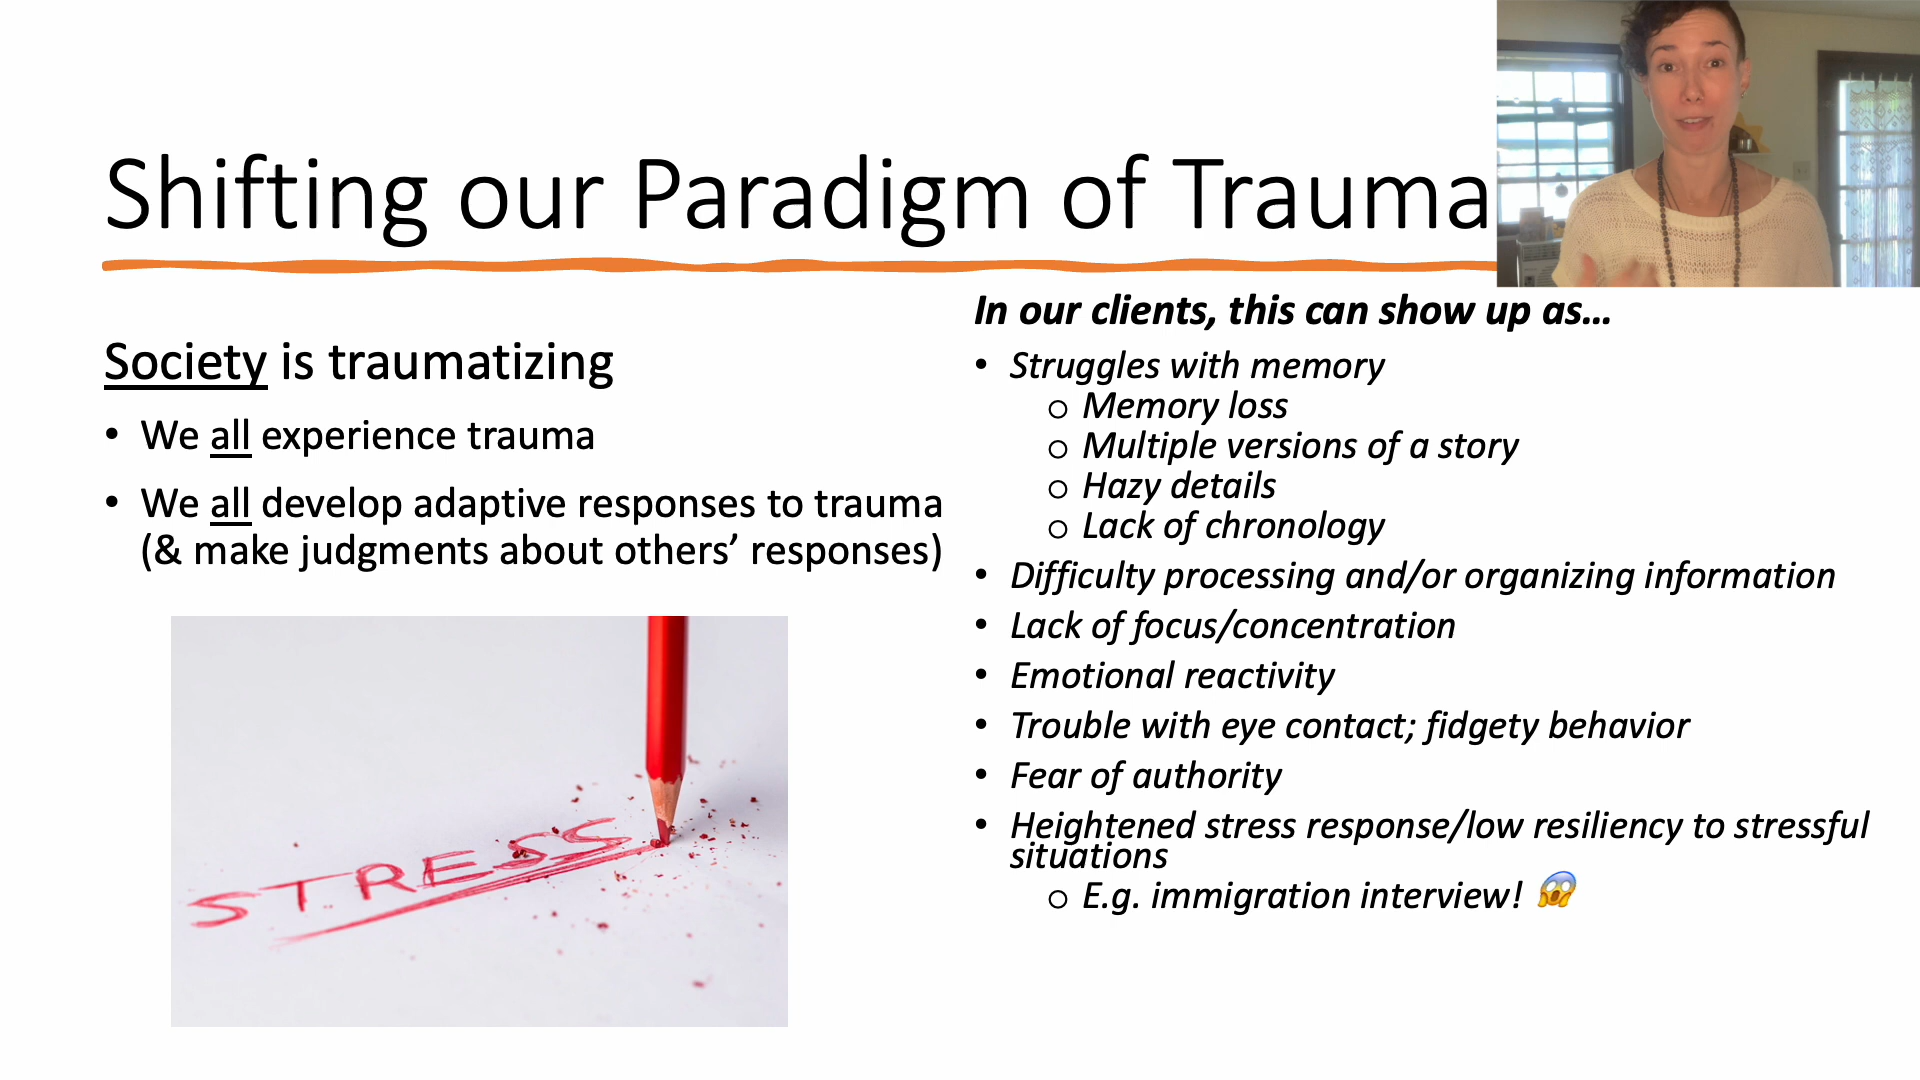 Shifting our Paradigm of Trauma
Society is traumatizing
• We all experience trauma
• We all develop adaptive responses to trauma
(& make judgments about others’ responses)
STRESS
In our clients, this can show up as…
• Struggles with memory
o Memory loss
o Multiple versions of a story
o Hazy details
o Lack of chronology
• Difficulty processing and/or organizing information
• Lack of focus/concentration
• Emotional reactivity
• Trouble with eye contact; fidgety behavior
• Fear of authority
• Heightened stress response/low resiliency to stressful
situations
o E.g. immigration interview! 😱